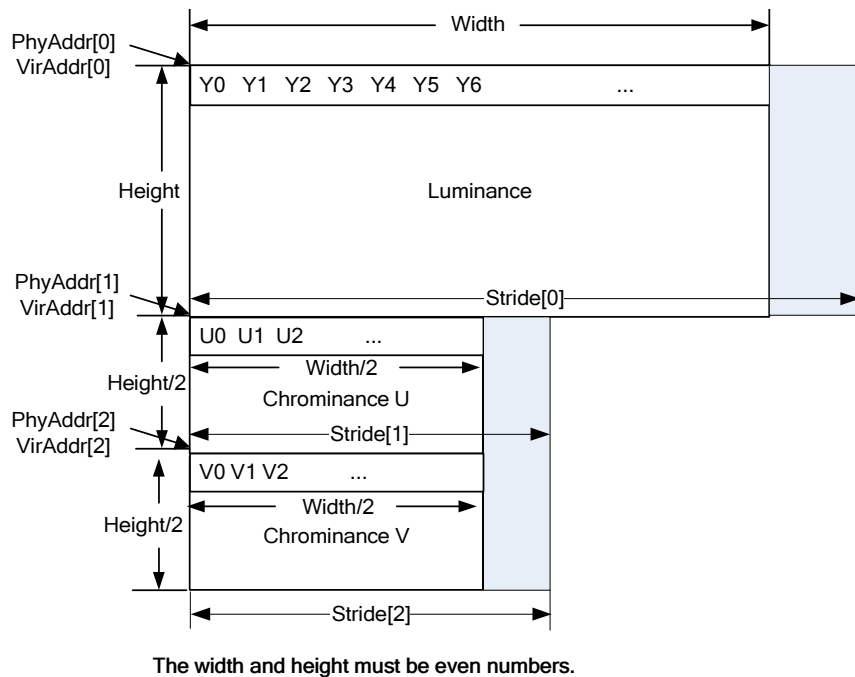 Width
PhyAddr[0]
VirAddr[0]
Y0 Y1 Y2 Y3 Y4 Y5 Y6 ...
Height
Luminance
PhyAddr[1]
VirAddr[1]
Stride[0]
U0 U1 U2 ...
Width/2
Height/2
Chrominance U
PhyAddr[2]
VirAddr[2]
Stride[1]
V0 V1 V2 ...
Width/2
Height/2
Chrominance V
Stride[2]
The width and height must be even numbers.